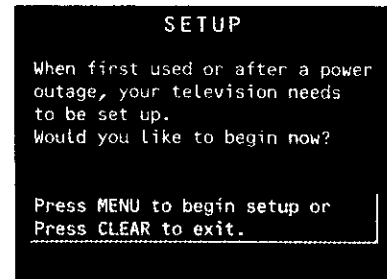 SETUP
When first used or after a power
outage, your television needs
to be set up.
Would you like to begin now?
Press MENU to begin setup or
Press CLEAR to exit.